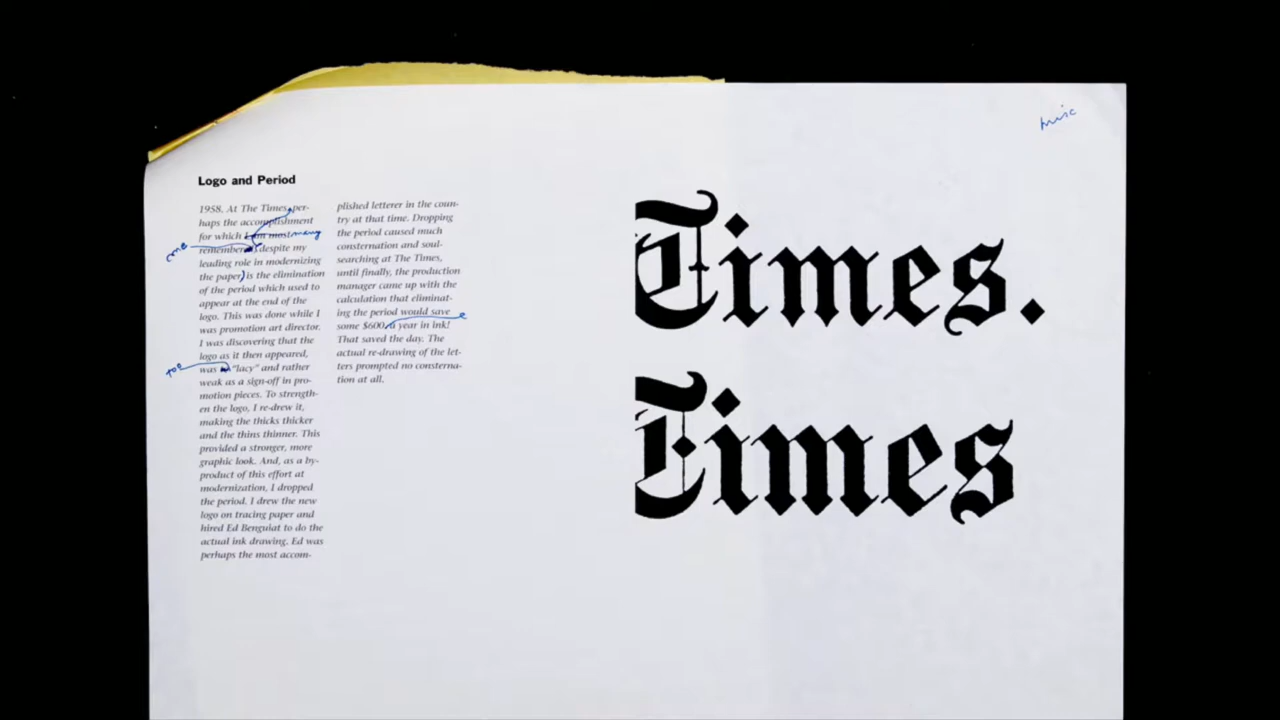 misc
Logo and Period
1958. At The Times, per-
haps the accomplishment
for which I am most many
remember me despite my
leading role in modernizing
the paper) is the elimination
of the period which used to
appear at the end of the
logo. This was done while I
was promotion art director.
I was discovering that the
logo as it then appeared,
was too "lacy" and rather
weak as a sign-off in pro-
motion pieces. To strength-
en the logo, I re-drew it,
making the thicks thicker
and the thins thinner. This
provided a stronger, more
graphic look. And, as a by-
product of this effort at
modernization, I dropped
the period. I drew the new
logo on tracing paper and
hired Ed Benguiat to do the
actual ink drawing. Ed was
perhaps the most accom-
plished letterer in the coun-
try at that time. Dropping
the period caused much
consternation and soul-
searching at The Times,
until finally, the production
manager came up with the
calculation that eliminat-
ing the period would save
some $600 a year in ink!
That saved the day. The
actual re-drawing of the let-
ters prompted no consterna-
tion at all.
Times.
Times